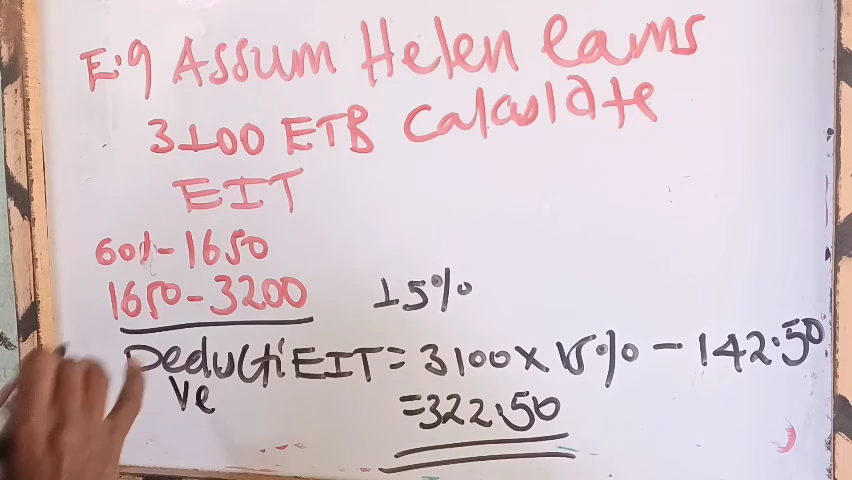 E.g Assum Helen earns
3100 ETB Calculate
EIT
601-1650
1650-3200 15%
Deducti EIT = 3100 x 15% - 142.50
Ve = 322.50